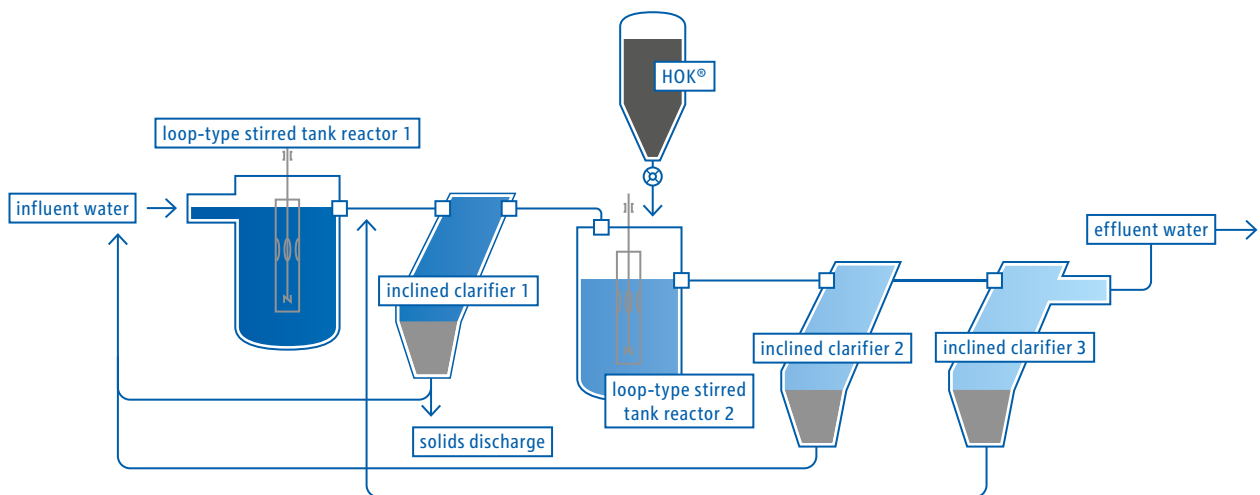 HOK®
loop-type stirred tank reactor 1
influent water
effluent water
inclined clarifier 1
inclined clarifier 2
inclined clarifier 3
loop-type stirred
tank reactor 2
solids discharge